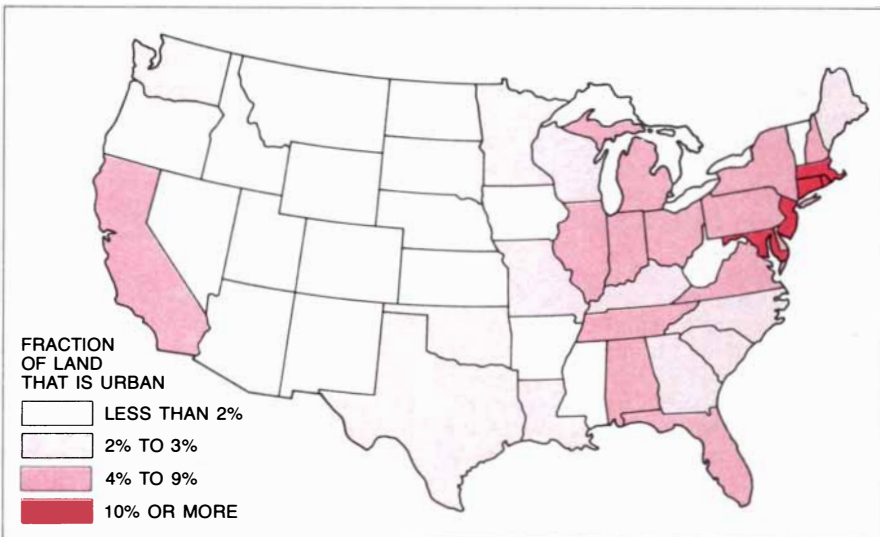 FRACTION
OF LAND
THAT IS URBAN
LESS THAN 2%
2% TO 3%
4% TO 9%
10% OR MORE